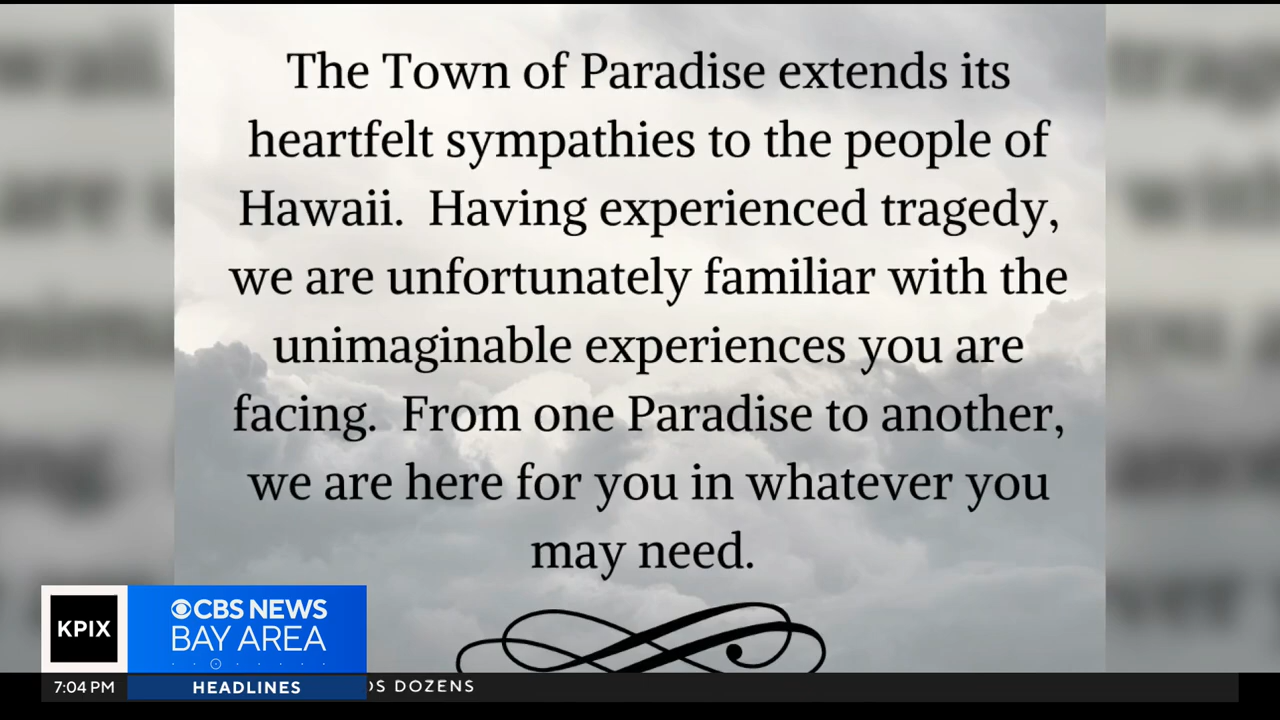 The Town of Paradise extends its
heartfelt sympathies to the people of
Hawaii.  Having experienced tragedy,
we are unfortunately familiar with the
unimaginable experiences you are
facing.  From one Paradise to another,
we are here for you in whatever you
may need.
KPIX
CBS NEWS
BAY AREA
7:04 PM
HEADLINES
DOZENS